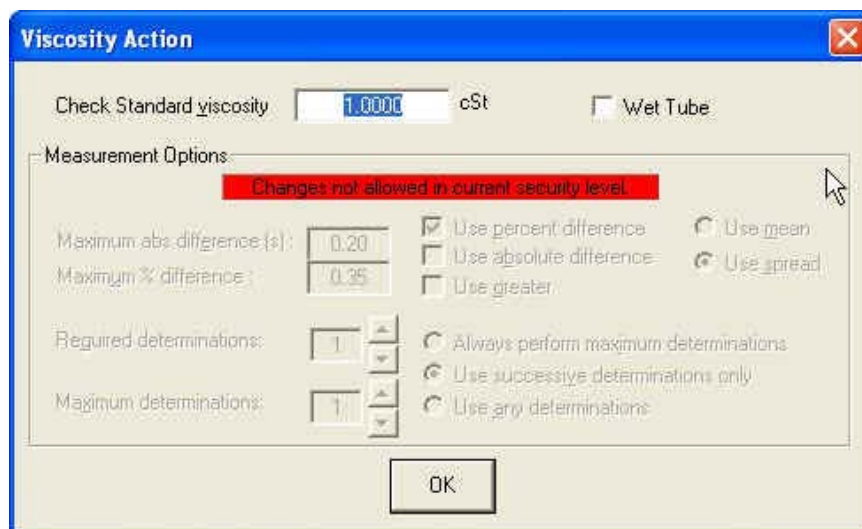 Viscosity Action
Check Standard viscosity 1.0000 cSt Wet Tube
Measurement Options
Changes not allowed in current security level.
Maximum abs difference (s) : 0.20
Maximum % difference : 0.35
Use percent difference
Use absolute difference
Use greater
Use mean
Use spread
Required determinations: 1
Maximum determinations: 1
Always perform maximum determinations
Use successive determinations only
Use any determinations
OK